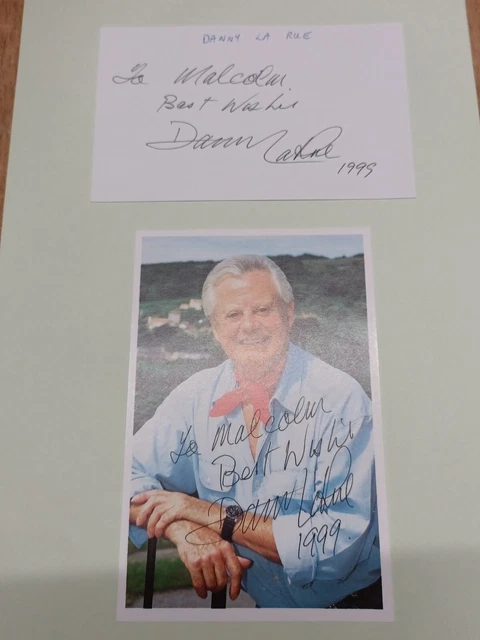 DANNY LA RUE
To Malcolm
Best Wishes
Danny La Rue
1999
To Malcolm
Best Wishes
Danny La Rue
1999.